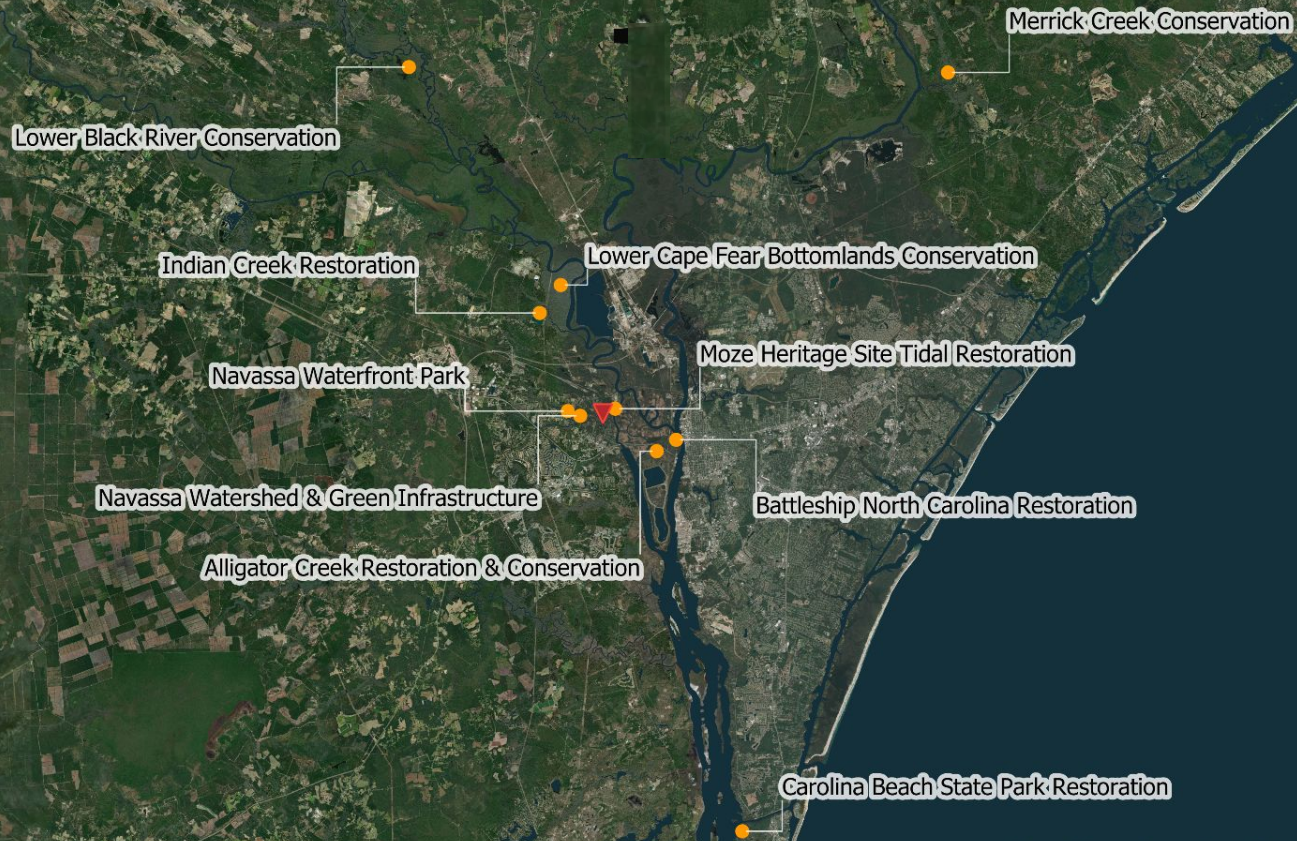 Merrick Creek Conservation
Lower Black River Conservation
Lower Cape Fear Bottomlands Conservation
Indian Creek Restoration
Moze Heritage Site Tidal Restoration
Navassa Waterfront Park
Navassa Watershed & Green Infrastructure
Battleship North Carolina Restoration
Alligator Creek Restoration & Conservation
Carolina Beach State Park Restoration